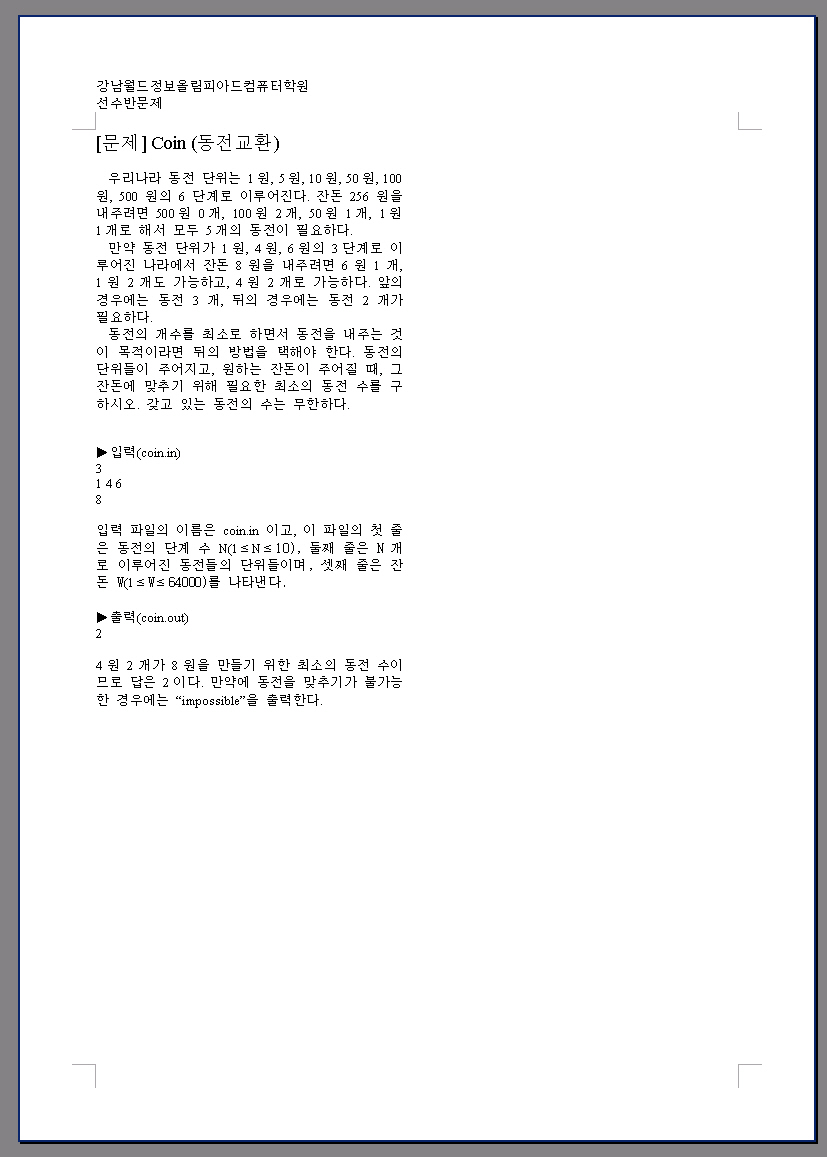 강남월드정보올림피아드컴퓨터학원
선수반문제
[문제] Coin (동전교환)
우리나라 동전 단위는 1 원, 5 원, 10 원, 50 원, 100
원, 500 원의 6 단계로 이루어진다. 잔돈 256 원을
내주려면 500 원 0 개, 100 원 2 개, 50 원 1 개, 1 원
1 개로 해서 모두 5 개의 동전이 필요하다.
만약 동전 단위가 1 원, 4 원, 6 원의 3 단계로 이
루어진 나라에서 잔돈 8 원을 내주려면 6 원 1 개,
1 원 2 개도 가능하고, 4 원 2 개로 가능하다. 앞의
경우에는 동전 3 개, 뒤의 경우에는 동전 2 개가
필요하다.
동전의 개수를 최소로 하면서 동전을 내주는 것
이 목적이라면 뒤의 방법을 택해야 한다. 동전의
단위들이 주어지고, 원하는 잔돈이 주어질 때, 그
잔돈에 맞추기 위해 필요한 최소의 동전 수를 구
하시오. 갖고 있는 동전의 수는 무한하다.
▶ 입력(coin.in)
3
1 4 6
8
입력 파일의 이름은 coin.in 이고, 이 파일의 첫 줄
은 동전의 단계 수 N(1 ≤ N ≤ 10), 둘째 줄은 N 개
로 이루어진 동전들의 단위들이며, 셋째 줄은 잔
돈 W(1 ≤ W ≤ 64000)를 나타낸다.
▶ 출력(coin.out)
2
4 원 2 개가 8 원을 만들기 위한 최소의 동전 수이
므로 답은 2 이다. 만약에 동전을 맞추기가 불가능
한 경우에는 “impossible”을 출력한다.